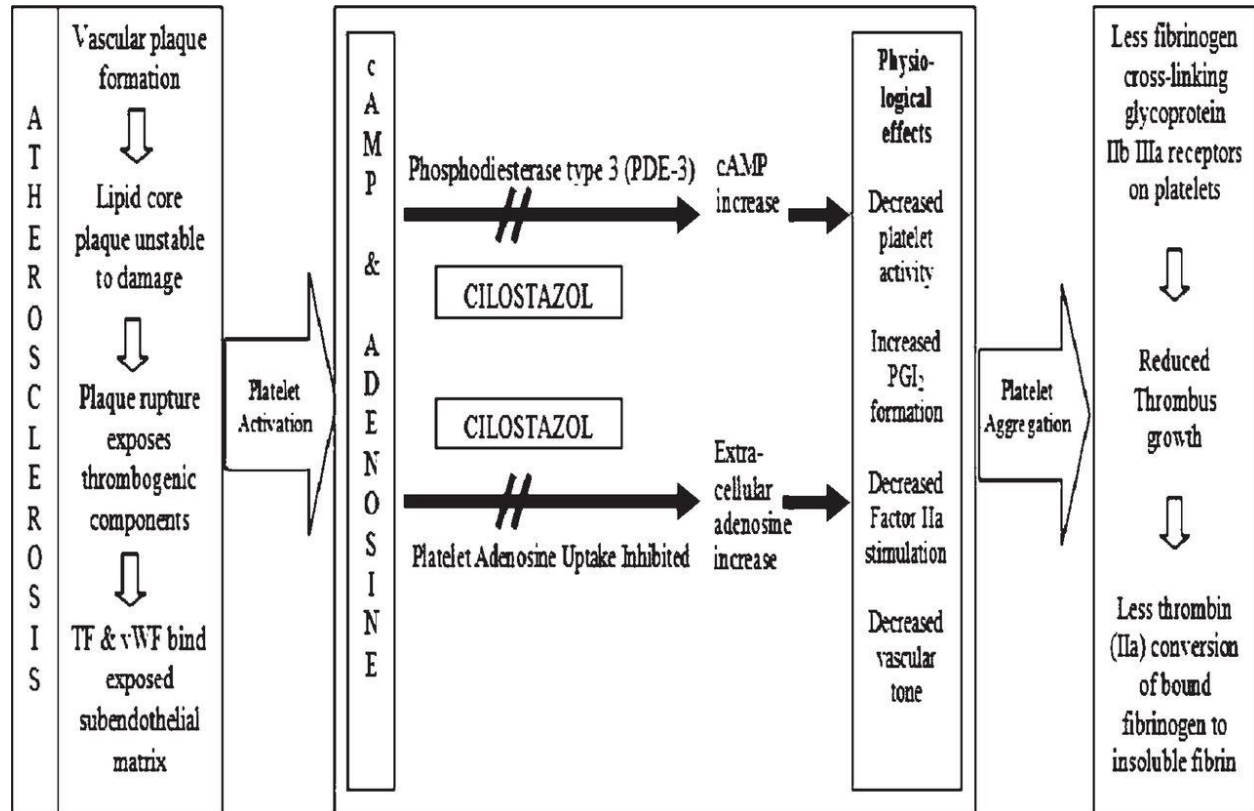 ATHEROSCLEROSIS
Vascular plaque
formation
Lipid core
plaque unstable
to damage
Plaque rupture
exposes
thrombogenic
components
TF & vWF bind
exposed
subendothelial
matrix
Platelet
Activation
cAMP & ADENOSINE
Phosphodiesterase type 3 (PDE-3)
CILOSTAZOL
CILOSTAZOL
Platelet Adenosine Uptake Inhibited
cAMP
increase
Extra-
cellular
adenosine
increase
Physio-
logical
effects
Decreased
platelet
activity
Increased
PGI₂
formation
Decreased
Factor IIa
stimulation
Decreased
vascular
tone
Platelet
Aggregation
Less fibrinogen
cross-linking
glycoprotein
IIb IIIa receptors
on platelets
Reduced
Thrombus
growth
Less thrombin
(IIa) conversion
of bound
fibrinogen to
insoluble fibrin